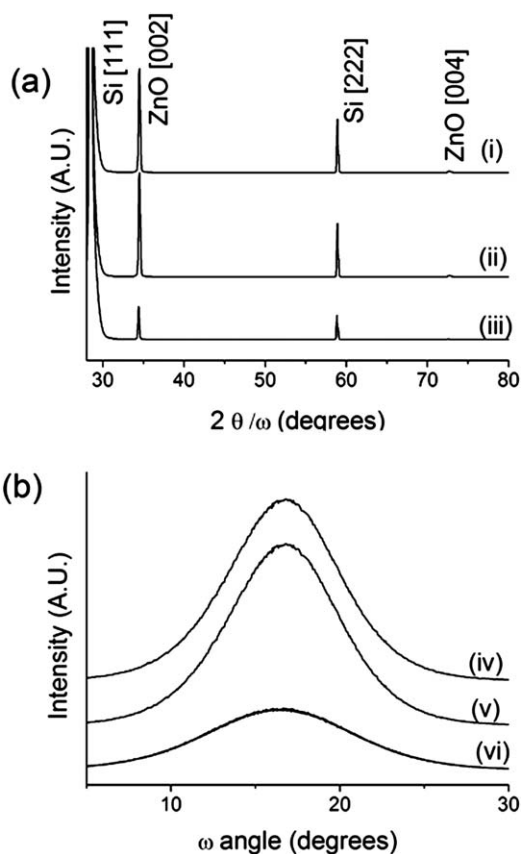 (a)
Si [111]
ZnO [002]
Si [222]
ZnO [004]
(i)
(ii)
(iii)
Intensity (A.U.)
30 40 50 60 70 80
2 θ /ω (degrees)
(b)
(iv)
(v)
(vi)
Intensity (A.U.)
10 20 30
ω angle (degrees)